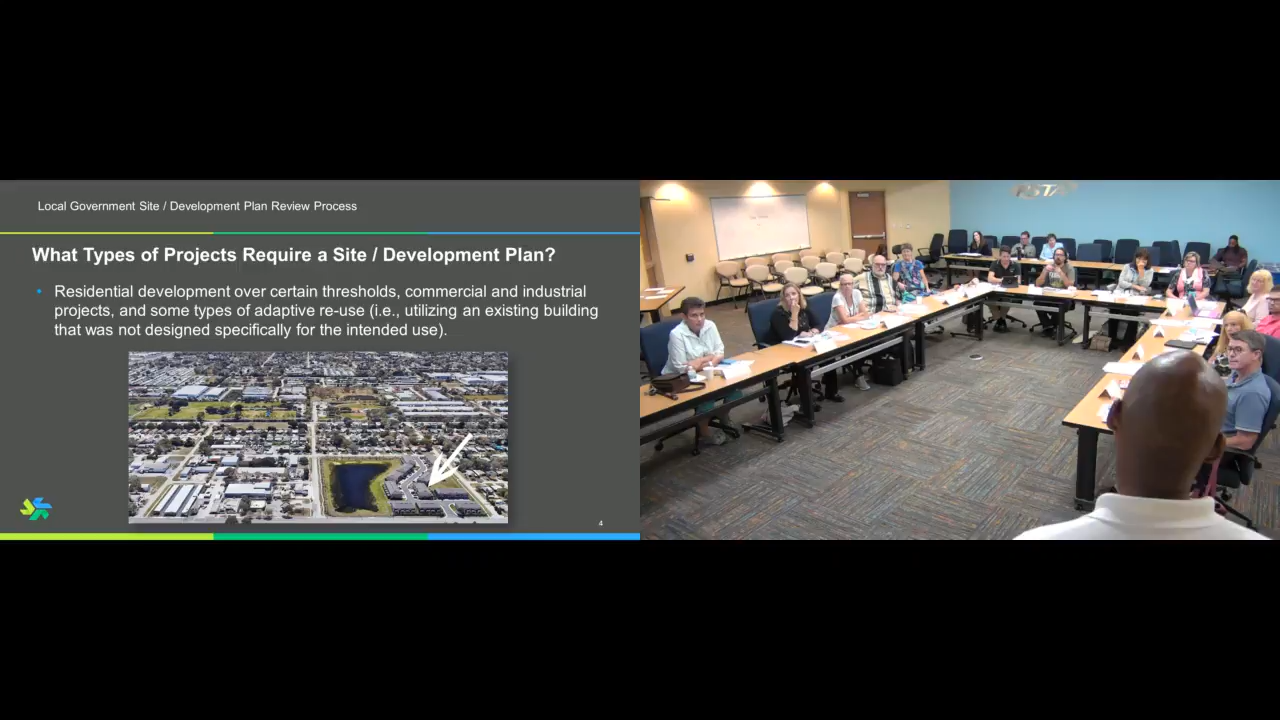 Local Government Site / Development Plan Review Process
What Types of Projects Require a Site / Development Plan?
• Residential development over certain thresholds, commercial and industrial
projects, and some types of adaptive re-use (i.e., utilizing an existing building
that was not designed specifically for the intended use).
4